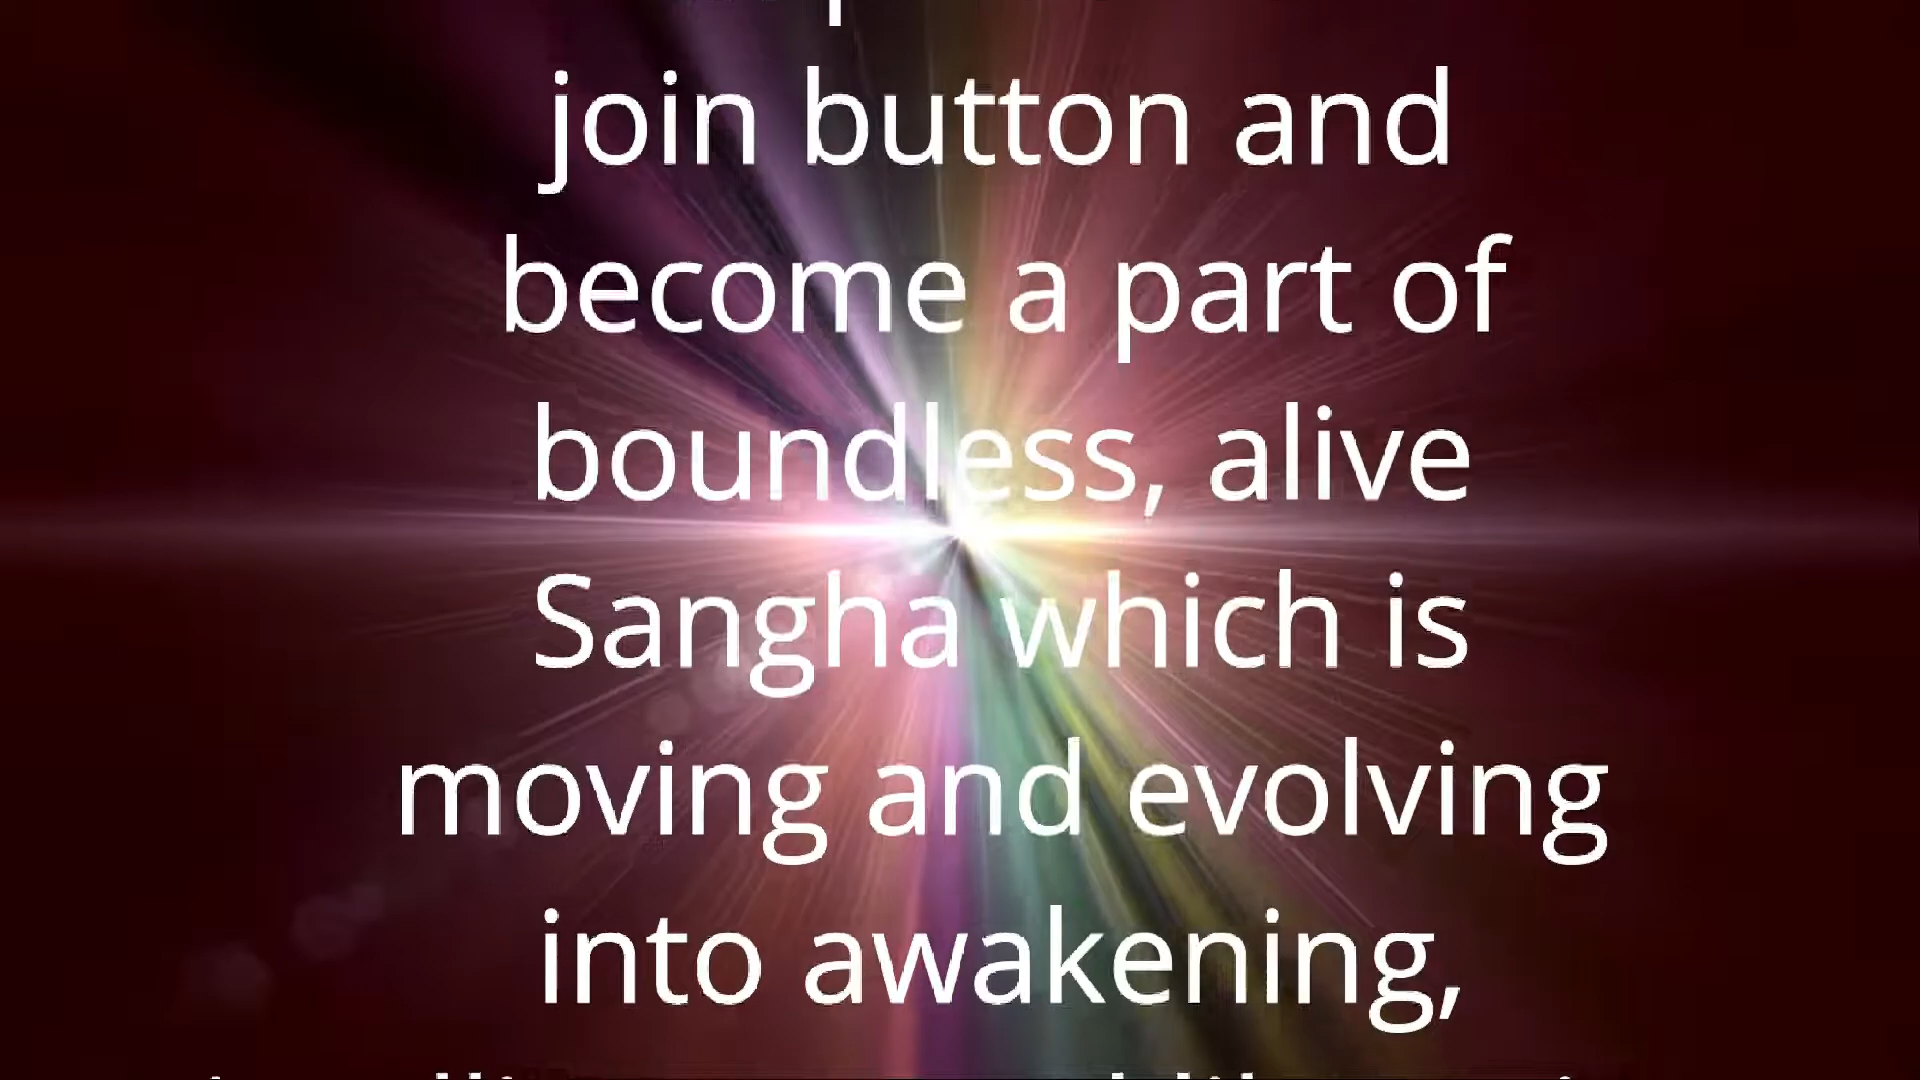 join button and
become a part of
boundless, alive
Sangha which is
moving and evolving
into awakening,